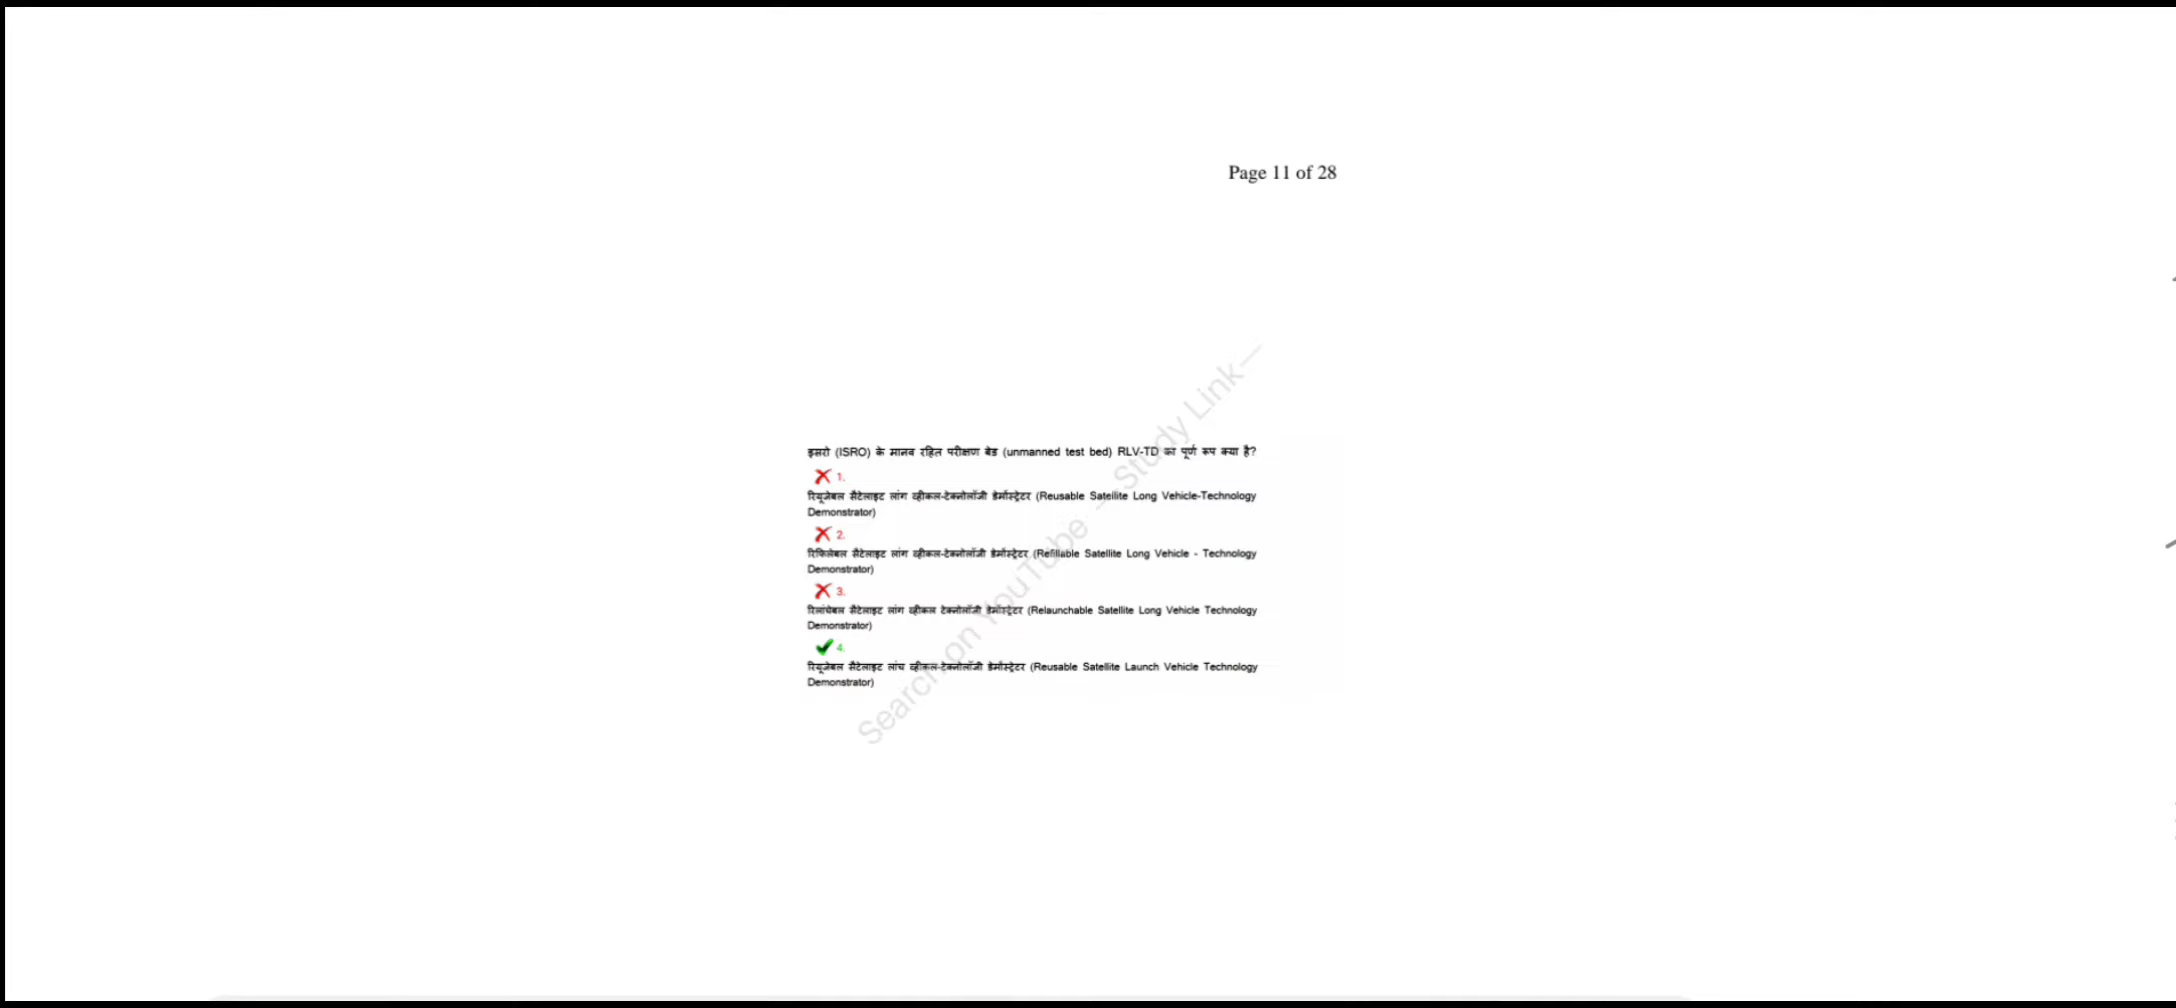 Page 11 of 28
इसरो (ISRO) के मानव रहित परीक्षण बेड (unmanned test bed) RLV-TD का पूर्ण रूप क्या है?
1.
रियूजेबल सैटेलाइट लांग व्हीकल-टेक्नोलॉजी डेमोंस्ट्रेटर (Reusable Satellite Long Vehicle-Technology
Demonstrator)
2.
रिफिलेबल सैटेलाइट लांग व्हीकल-टेक्नोलॉजी डेमोंस्ट्रेटर (Refillable Satellite Long Vehicle - Technology
Demonstrator)
3.
रिलांचेबल सैटेलाइट लांग व्हीकल टेक्नोलॉजी डेमोंस्ट्रेटर (Relaunchable Satellite Long Vehicle Technology
Demonstrator)
4.
रियूजेबल सैटेलाइट लांच व्हीकल-टेक्नोलॉजी डेमोंस्ट्रेटर (Reusable Satellite Launch Vehicle Technology
Demonstrator)
Search on YouTube -- Study Link--